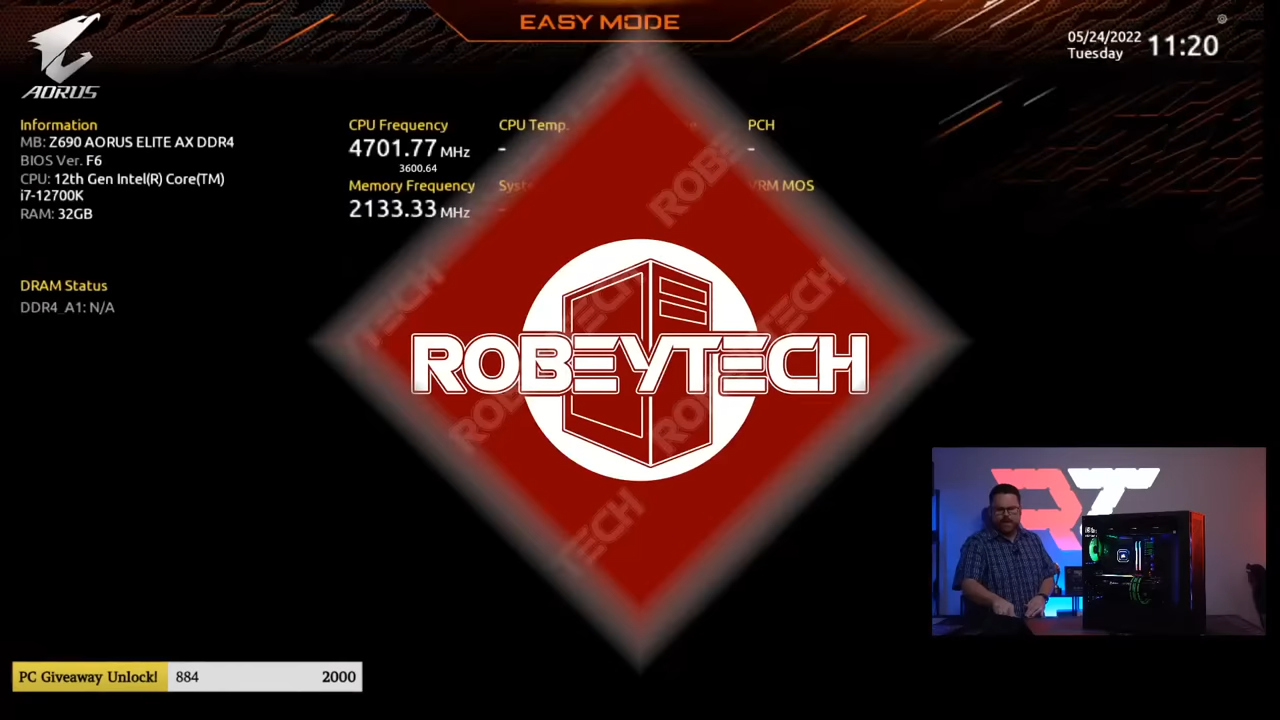 EASY MODE
05/24/2022
Tuesday
11:20
AORUS
Information
MB: Z690 AORUS ELITE AX DDR4
BIOS Ver. F6
CPU: 12th Gen Intel(R) Core(TM)
i7-12700K
RAM: 32GB
CPU Frequency
4701.77 MHz
3600.64
Memory Frequency
2133.33 MHz
CPU Temp.
-
PCH
-
VRM MOS
DRAM Status
DDR4_A1: N/A
ROBEYTECH
RT
PC Giveaway Unlock! 884 2000